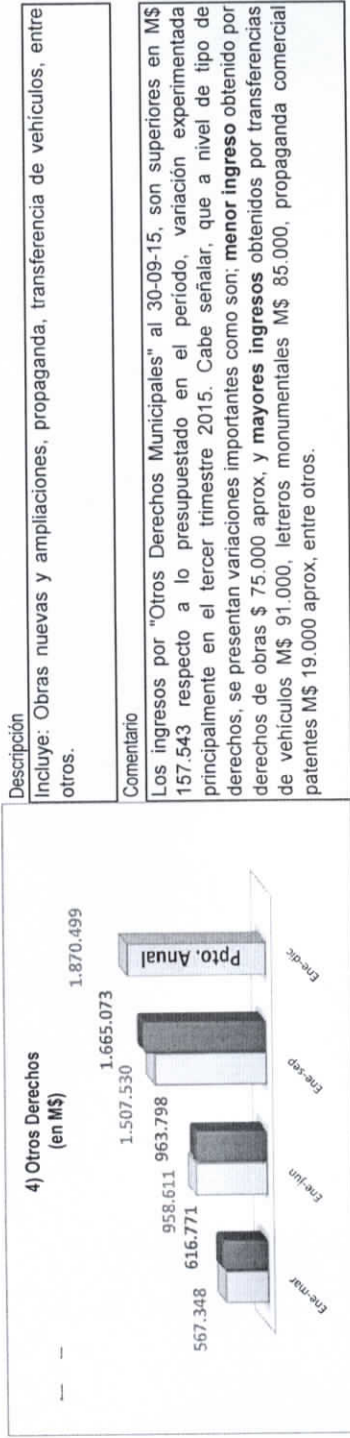 4) Otros Derechos
(en M$)
567.348
616.771
958.611
963.798
1.507.530
1.665.073
1.870.499
Ppto. Anual
Ene-mar
Ene-jun
Ene-sep
Ene-dic
Descripción
Incluye: Obras nuevas y ampliaciones, propaganda, transferencia de vehículos, entre
otros.
Comentario
Los ingresos por "Otros Derechos Municipales" al 30-09-15, son superiores en M$
157.543 respecto a lo presupuestado en el período, variación experimentada
principalmente en el tercer trimestre 2015. Cabe señalar, que a nivel de tipo de
derechos, se presentan variaciones importantes como son; menor ingreso obtenido por
derechos de obras $ 75.000 aprox, y mayores ingresos obtenidos por transferencias
de vehículos M$ 91.000, letreros monumentales M$ 85.000, propaganda comercial
patentes M$ 19.000 aprox, entre otros.